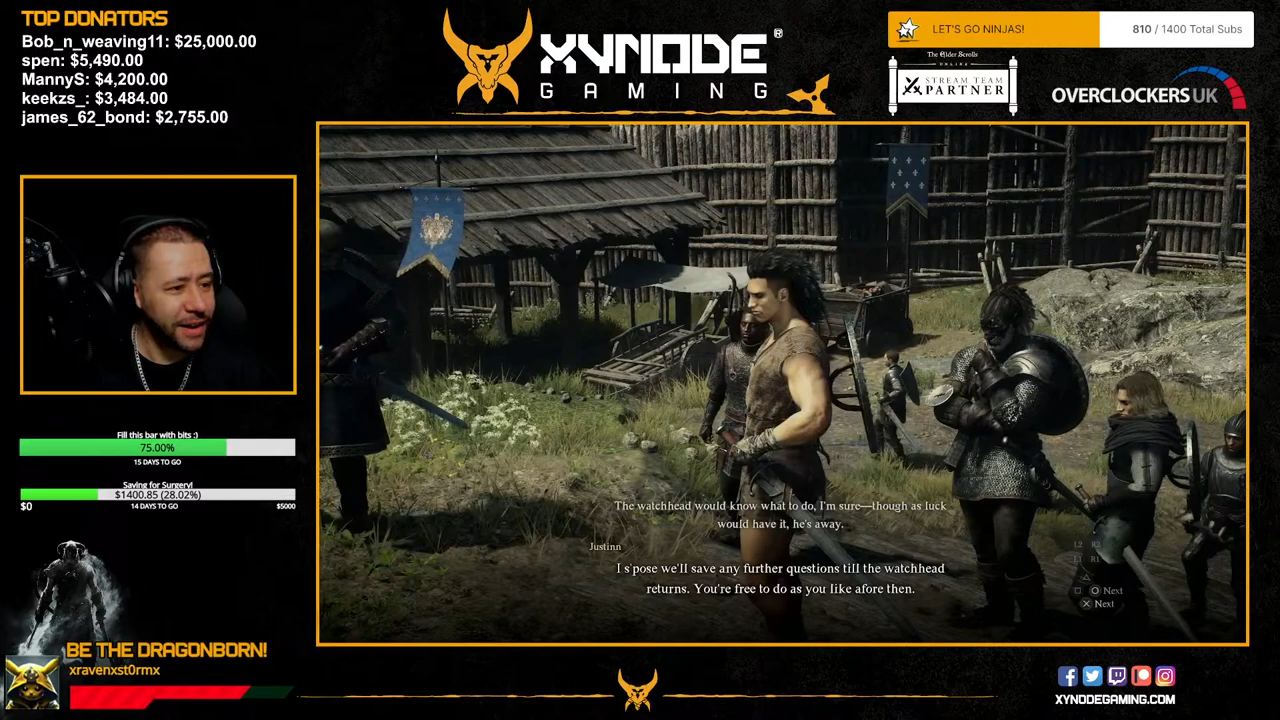 TOP DONATORS
Bob_n_weaving11: $25,000.00
spen: $5,490.00
MannyS: $4,200.00
keekzs_: $3,484.00
james_62_bond: $2,755.00
XYNODE®
GAMING
LET'S GO NINJAS!
810 / 1400 Total Subs
The Elder Scrolls
ONLINE
STREAM TEAM
PARTNER
OVERCLOCKERS UK
Fill this bar with bits :)
75.00%
15 DAYS TO GO
Saving for Surgery!
$1400.85 (28.02%)
$0
14 DAYS TO GO
$5000
The watchhead would know what to do, I'm sure—though as luck
would have it, he's away.
Justinn
I s'pose we'll save any further questions till the watchhead
returns. You're free to do as you like afore then.
L2 R2
L1 R1
Next
Next
BE THE DRAGONBORN!
xravenxst0rmx
XYNODEGAMING.COM